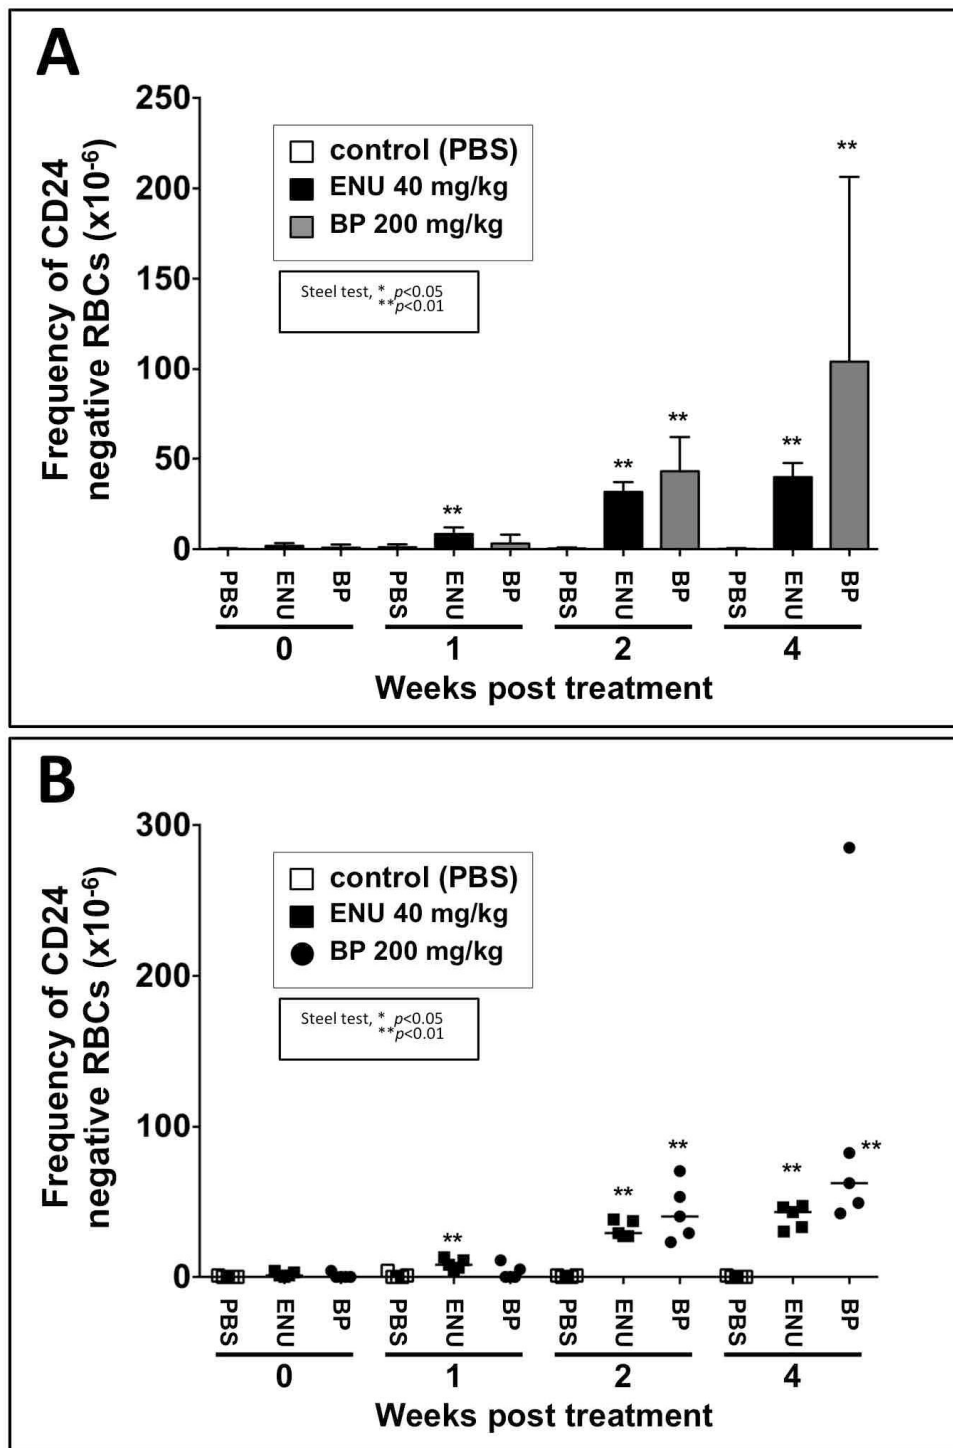 A
Frequency of CD24
negative RBCs (x10-6)
250
200
150
100
50
0
control (PBS)
ENU 40 mg/kg
BP 200 mg/kg
Steel test, * p<0.05
**p<0.01
**
**
**
**
**
PBS ENU BP PBS ENU BP PBS ENU BP PBS ENU BP
0 1 2 4
Weeks post treatment
B
Frequency of CD24
negative RBCs (x10-6)
300
200
100
0
control (PBS)
ENU 40 mg/kg
BP 200 mg/kg
Steel test, * p<0.05
**p<0.01
**
**
**
**
**
PBS ENU BP PBS ENU BP PBS ENU BP PBS ENU BP
0 1 2 4
Weeks post treatment